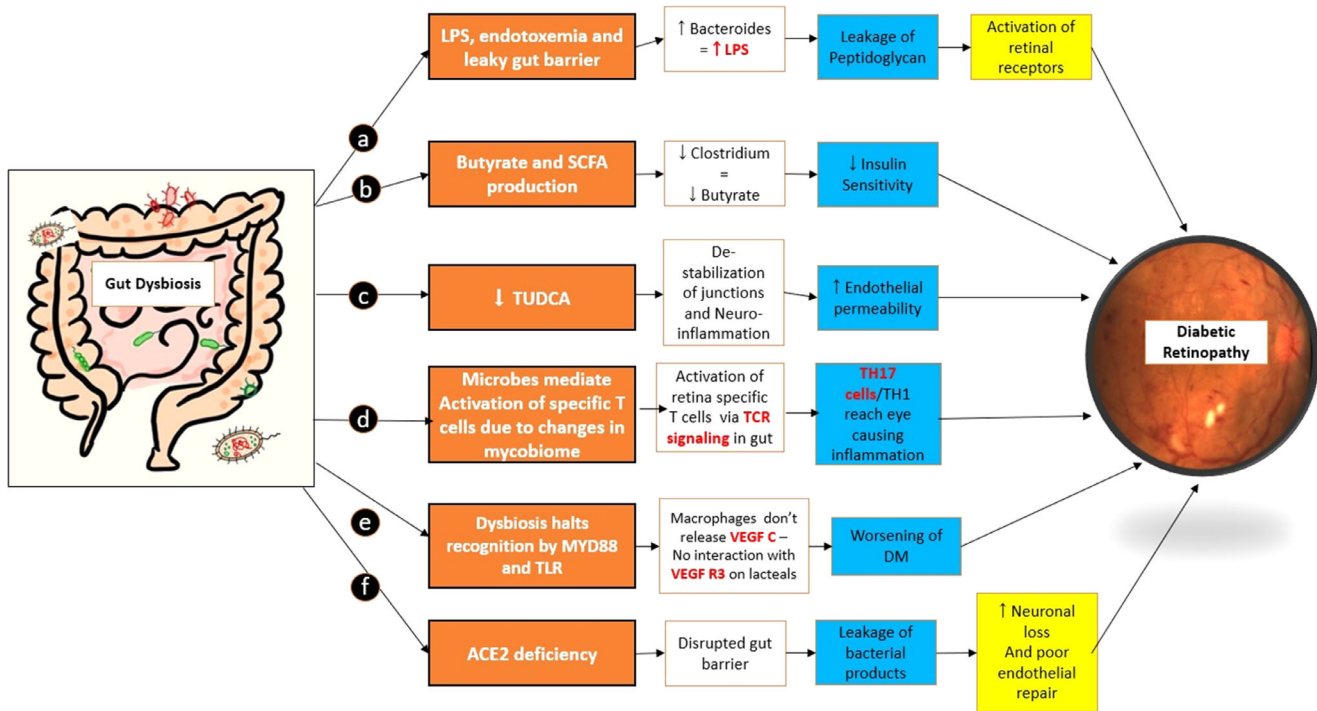 LPS, endotoxemia and
leaky gut barrier
↑ Bacteroides
= ↑ LPS
Leakage of
Peptidoglycan
Activation of
retinal
receptors
a
Butyrate and SCFA
production
↓ Clostridium
=
↓ Butyrate
↓ Insulin
Sensitivity
b
Gut Dysbiosis
c
↓ TUDCA
De-
stabilization
of junctions
and Neuro-
inflammation
↑ Endothelial
permeability
Diabetic
Retinopathy
d
Microbes mediate
Activation of specific T
cells due to changes in
mycobiome
Activation of
retina specific
T cells via TCR
signaling in gut
TH17
cells/TH1
reach eye
causing
inflammation
e
Dysbiosis halts
recognition by MYD88
and TLR
Macrophages don't
release VEGF C –
No interaction with
VEGF R3 on lacteals
Worsening of
DM
f
ACE2 deficiency
Disrupted gut
barrier
Leakage of
bacterial
products
↑ Neuronal
loss
And poor
endothelial
repair